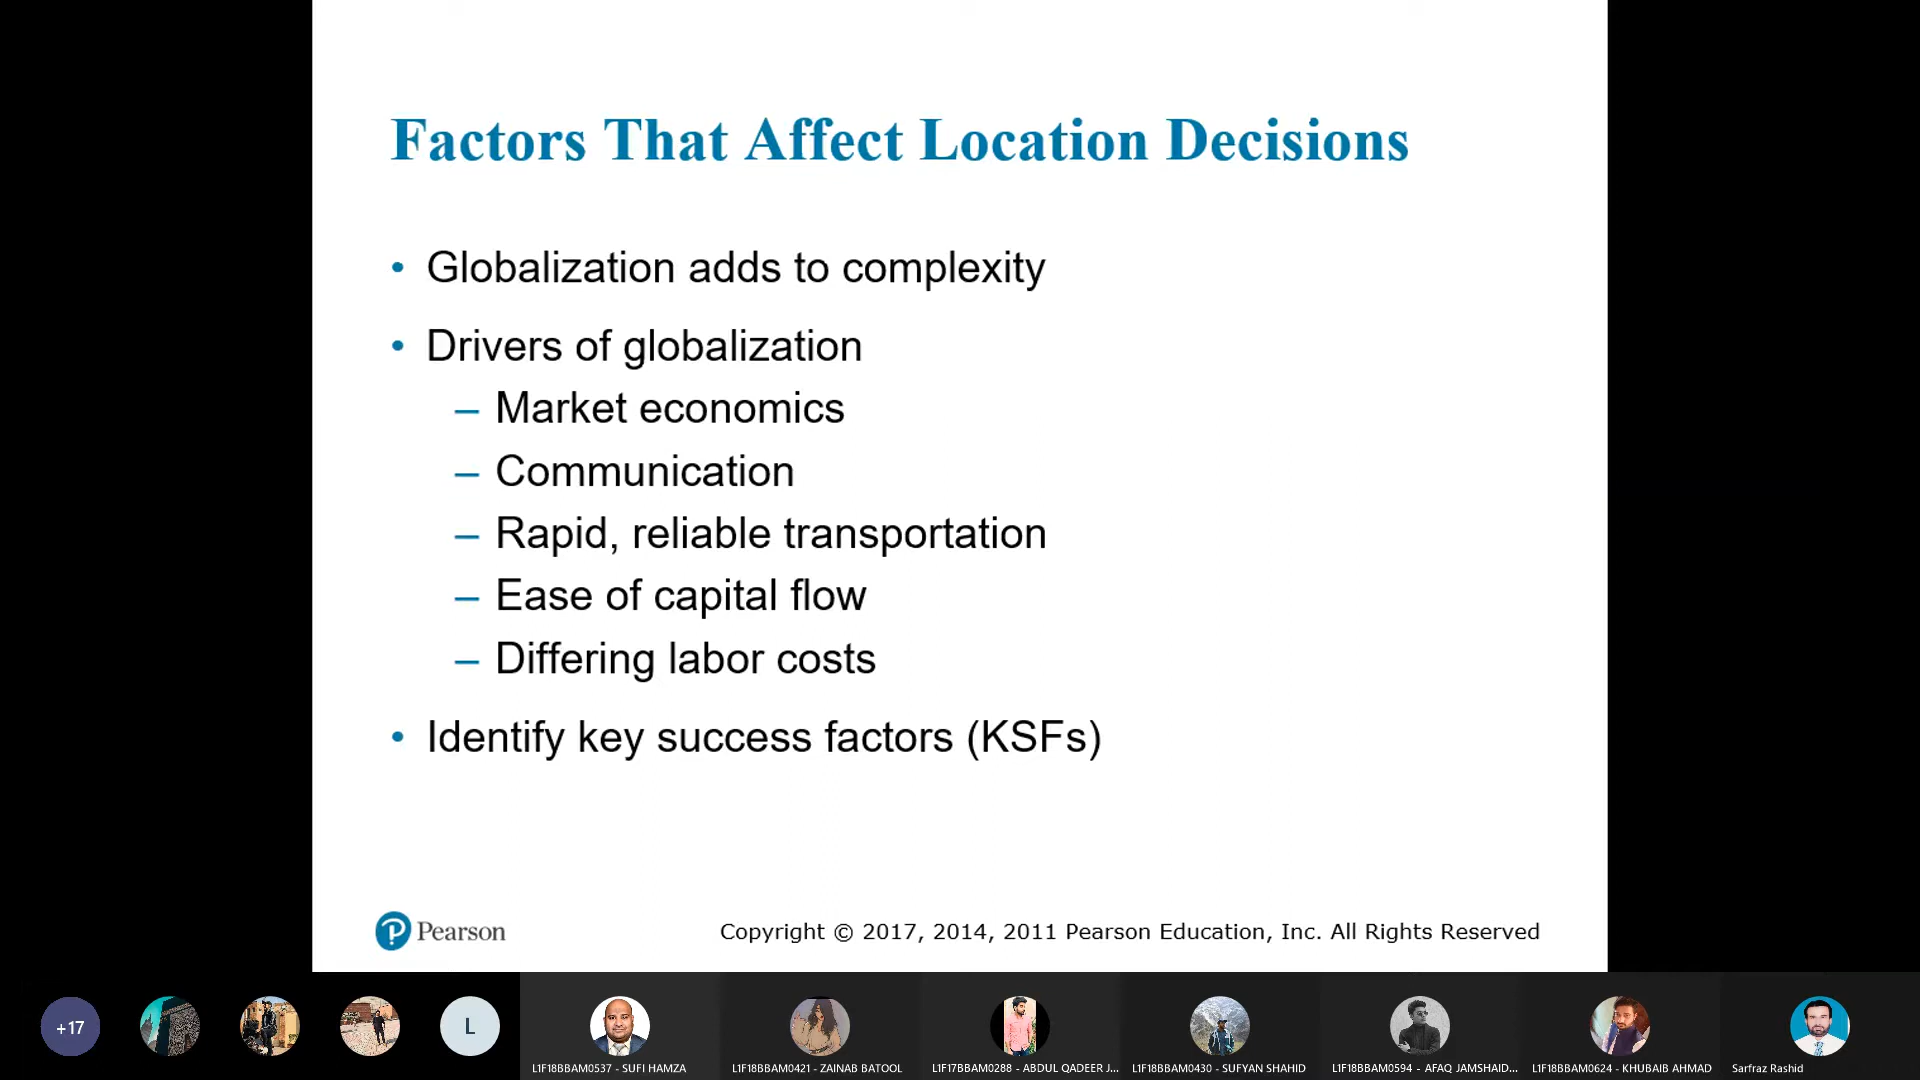 Factors That Affect Location Decisions
• Globalization adds to complexity
• Drivers of globalization
– Market economics
– Communication
– Rapid, reliable transportation
– Ease of capital flow
– Differing labor costs
• Identify key success factors (KSFs)
Pearson
Copyright © 2017, 2014, 2011 Pearson Education, Inc. All Rights Reserved
+17
L
L1F18BBAM0537 - SUFI HAMZA
L1F18BBAM0421 - ZAINAB BATOOL
L1F17BBAM0288 - ABDUL QADEER J...
L1F18BBAM0430 - SUFYAN SHAHID
L1F18BBAM0594 - AFAQ JAMSHAID...
L1F18BBAM0624 - KHUBAIB AHMAD
Sarfraz Rashid